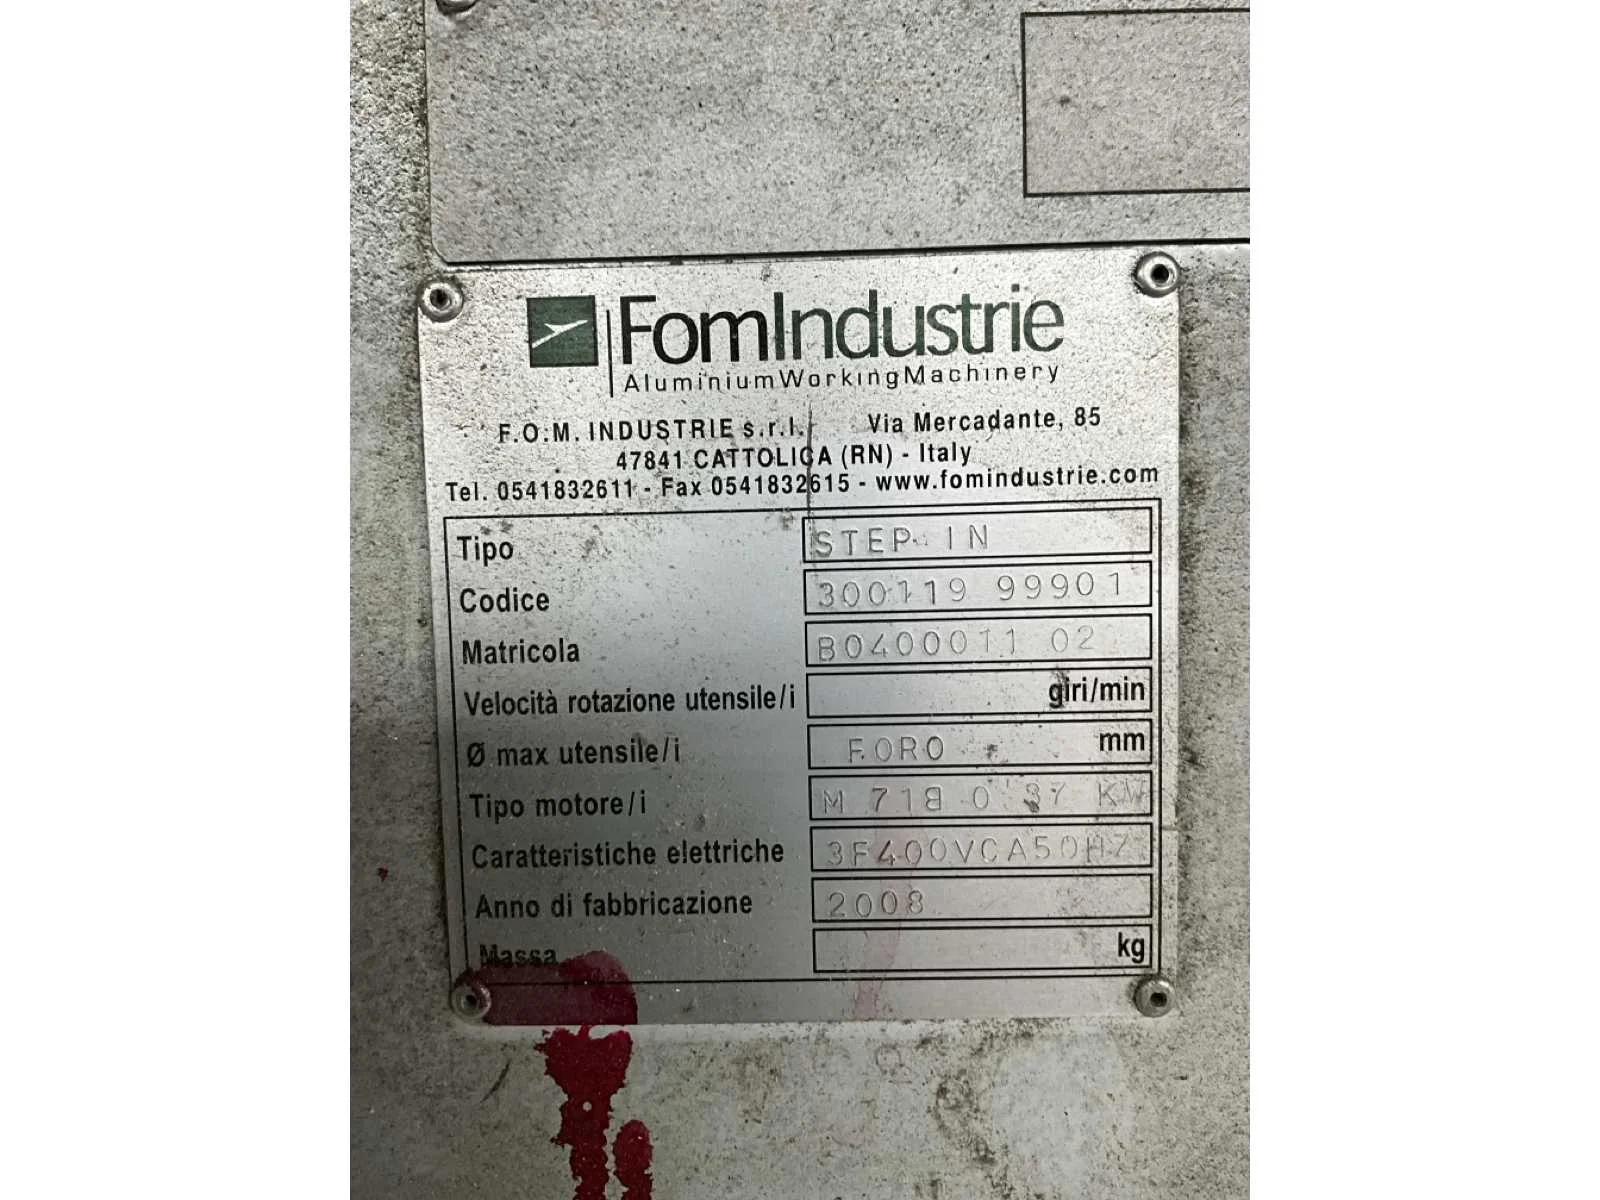 FomIndustrie
AluminiumWorkingMachinery
F.O.M. INDUSTRIE s.r.l. Via Mercadante, 85
47841 CATTOLICA (RN) - Italy
Tel. 0541832611 - Fax 0541832615 - www.fomindustrie.com
Tipo STEP IN
Codice 300119 99901
Matricola B0400011 02
Velocità rotazione utensile/i giri/min
Ø max utensile/i FORO mm
Tipo motore/i M 71B 0.37 KW
Caratteristiche elettriche 3F400VCA50HZ
Anno di fabbricazione 2008
Massa kg